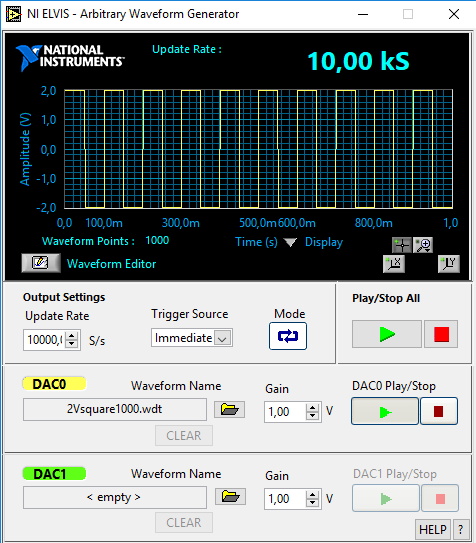 NI ELVIS - Arbitrary Waveform Generator
NATIONAL INSTRUMENTS™
Update Rate :
10,00 kS
Amplitude (V)
2,0
1,0
0,0
-1,0
-2,0
0,0 100,0m 300,0m 500,0m 600,0m 800,0m 1,0
Waveform Points : 1000
Time (s)
Display
Waveform Editor
X
Y
Output Settings
Update Rate
10000,
S/s
Trigger Source
Immediate
Mode
Play/Stop All
DAC0
Waveform Name
Gain
DAC0 Play/Stop
2Vsquare1000.wdt
1,00 V
CLEAR
DAC1
Waveform Name
Gain
DAC1 Play/Stop
< empty >
1,00 V
CLEAR
HELP ?